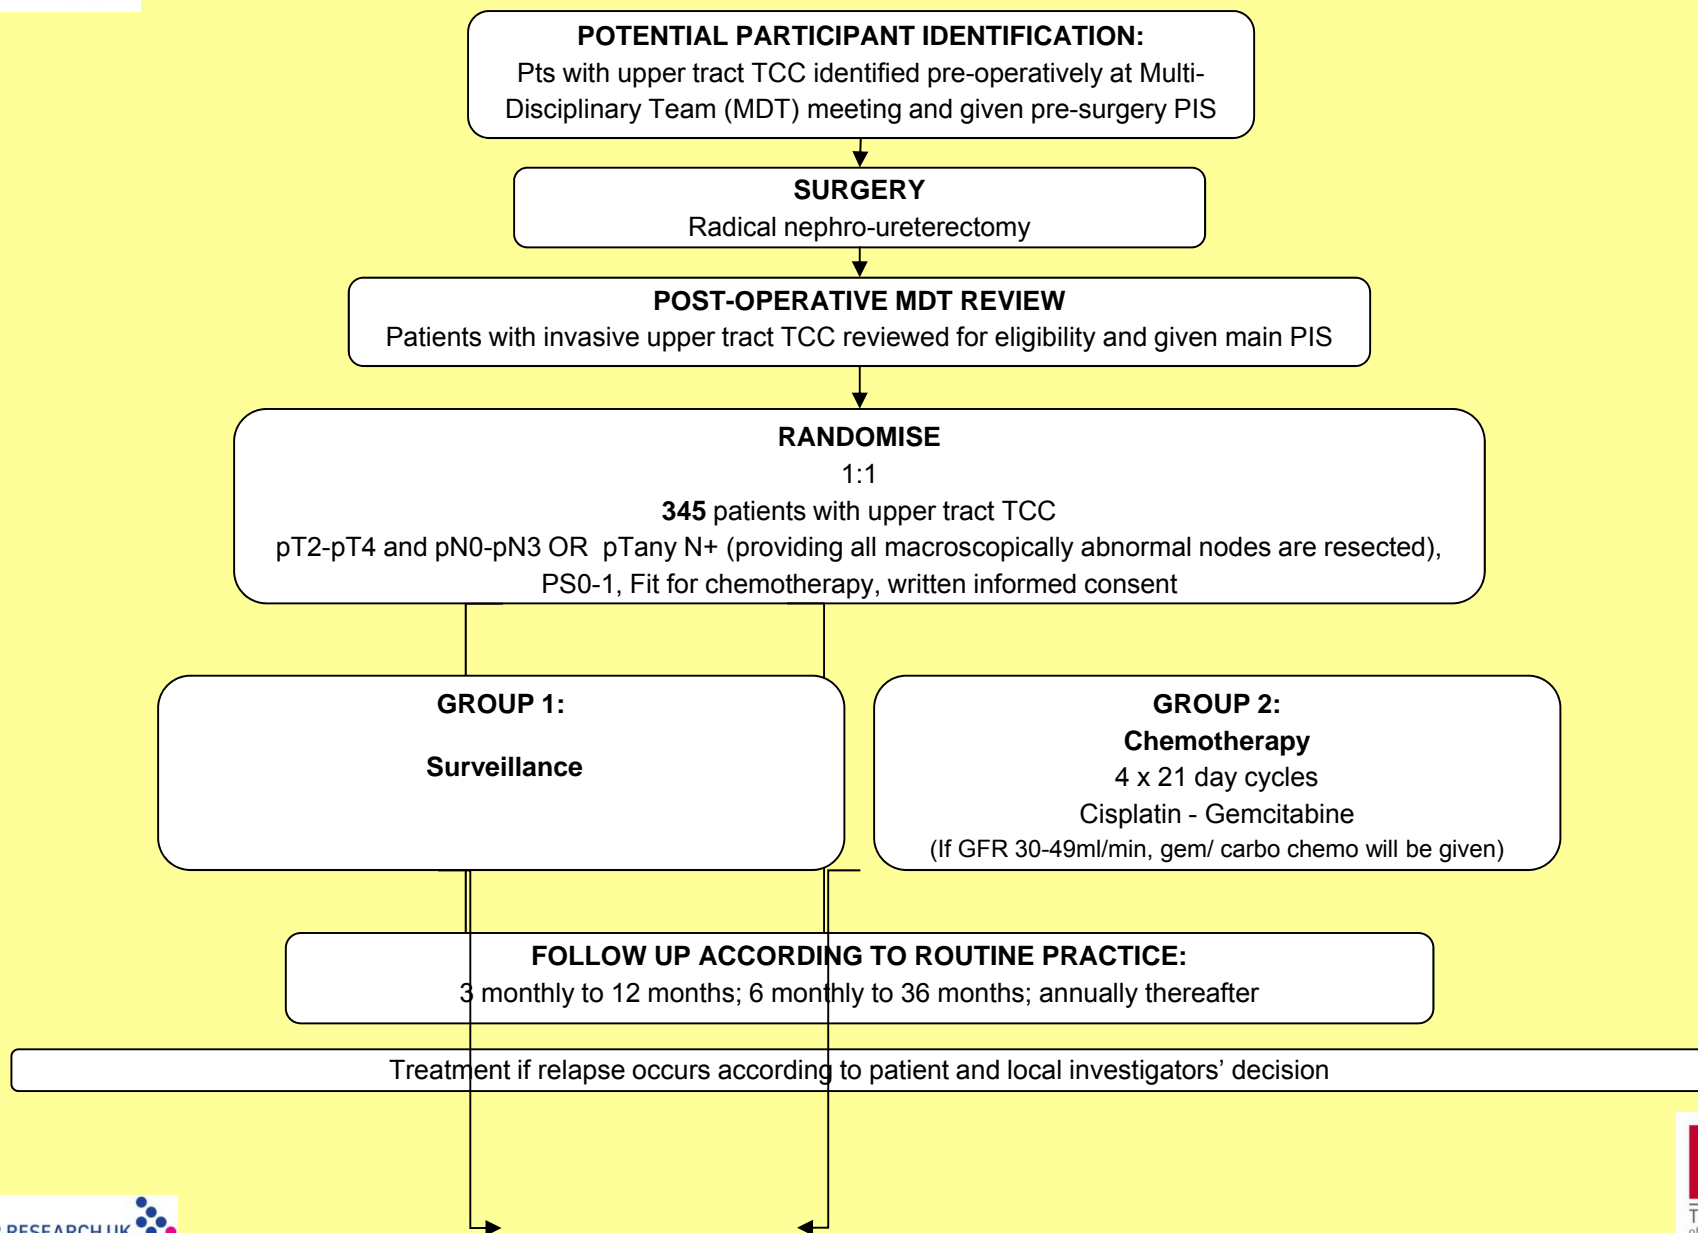 POTENTIAL PARTICIPANT IDENTIFICATION:
Pts with upper tract TCC identified pre-operatively at Multi-
Disciplinary Team (MDT) meeting and given pre-surgery PIS
SURGERY
Radical nephro-ureterectomy
POST-OPERATIVE MDT REVIEW
Patients with invasive upper tract TCC reviewed for eligibility and given main PIS
RANDOMISE
1:1
345 patients with upper tract TCC
pT2-pT4 and pN0-pN3 OR pTany N+ (providing all macroscopically abnormal nodes are resected),
PS0-1, Fit for chemotherapy, written informed consent
GROUP 1:
Surveillance
GROUP 2:
Chemotherapy
4 x 21 day cycles
Cisplatin - Gemcitabine
(If GFR 30-49ml/min, gem/ carbo chemo will be given)
FOLLOW UP ACCORDING TO ROUTINE PRACTICE:
3 monthly to 12 months; 6 monthly to 36 months; annually thereafter
Treatment if relapse occurs according to patient and local investigators’ decision
RESEARCH UK